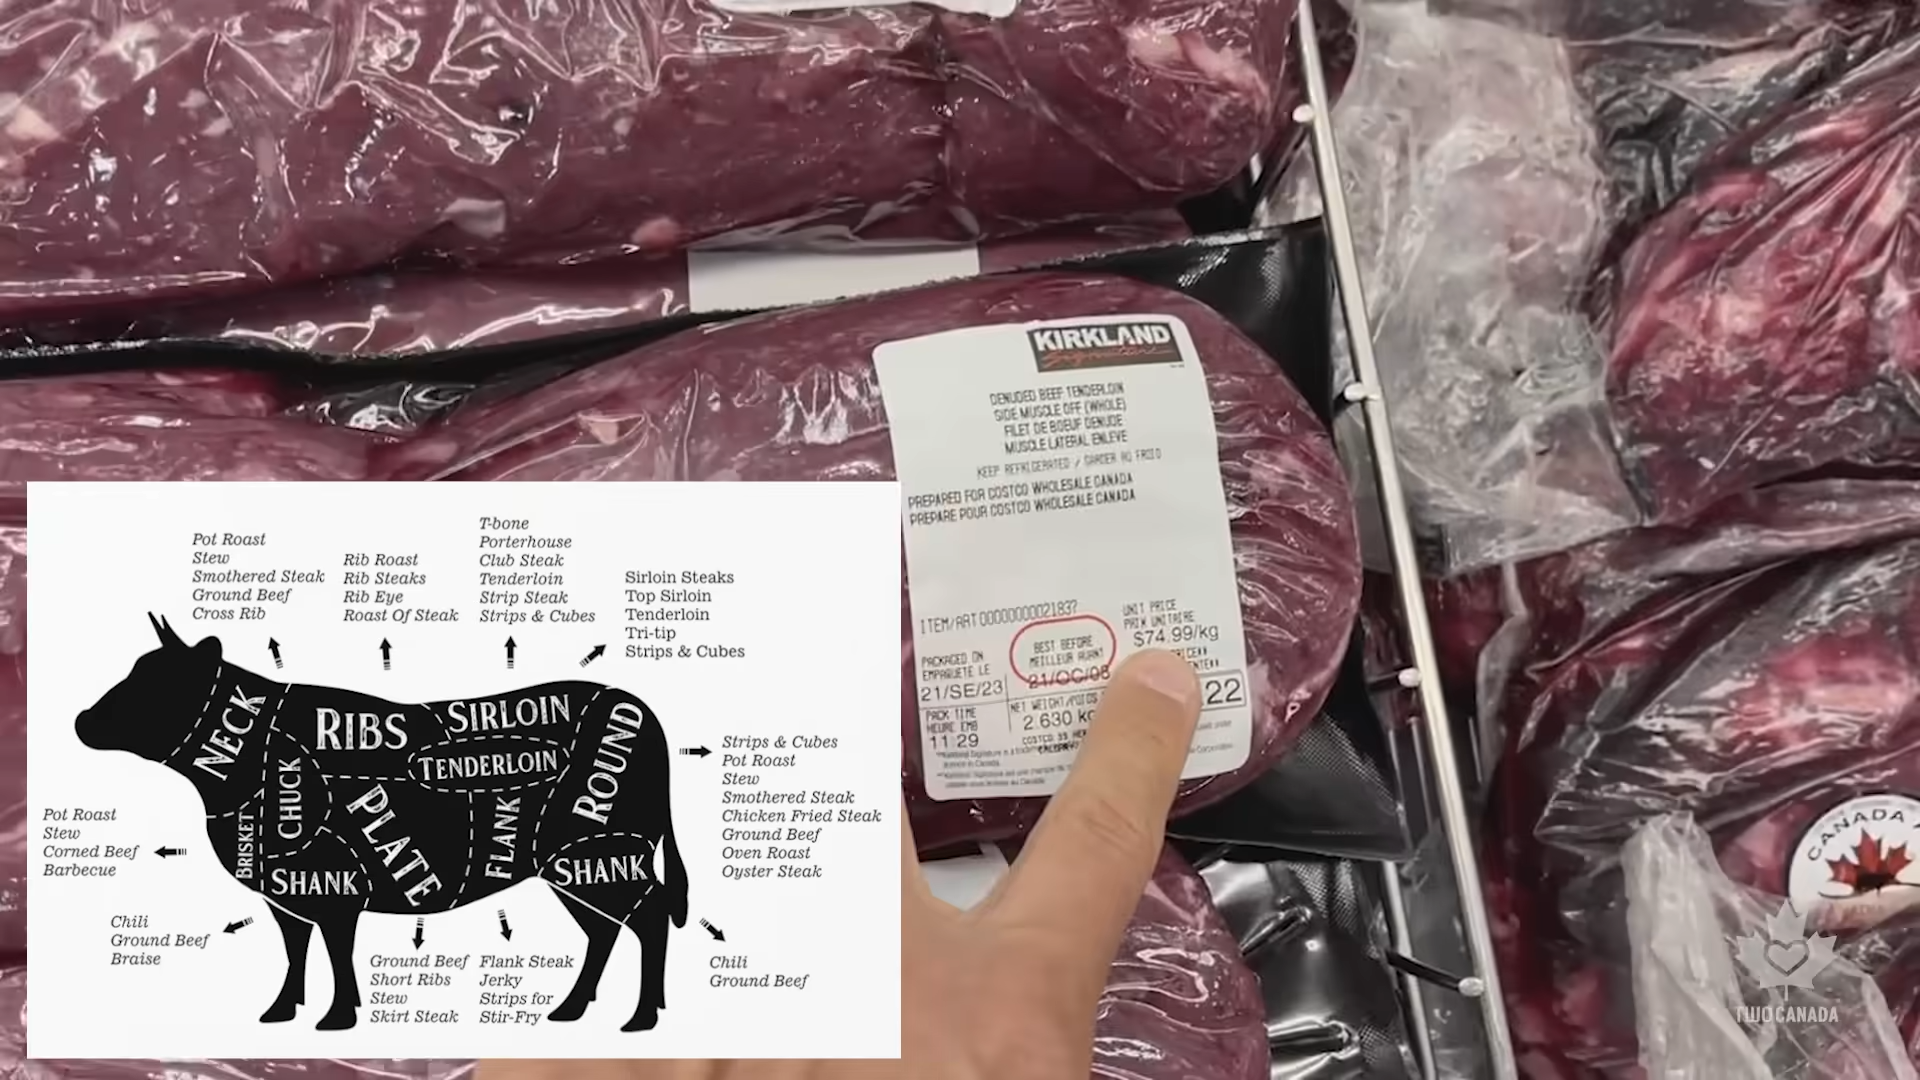 KIRKLAND
Signature
DENUDED BEEF TENDERLOIN
SIDE MUSCLE OFF (WHOLE)
FILET DE BOEUF DENUDE
MUSCLE LATERAL ENLEVE
KEEP REFRIGERATED / GARDER AU FROID
PREPARED FOR COSTCO WHOLESALE CANADA
PREPARE POUR COSTCO WHOLESALE CANADA
ITEM/ART
UNIT PRICE
PRIX UNITAIRE
$74.99/kg
BEST BEFORE
MEILLEUR AVANT
21/OC/08
PACKAGED ON
EMPAQUETE LE
21/SE/23
22
PACK TIME
HEURE EMB
11 29
NET WEIGHT/POIDS
2.630 kg
Pot Roast
Stew
Smothered Steak
Ground Beef
Cross Rib
Rib Roast
Rib Steaks
Rib Eye
Roast Of Steak
T-bone
Porterhouse
Club Steak
Tenderloin
Strip Steak
Strips & Cubes
Sirloin Steaks
Top Sirloin
Tenderloin
Tri-tip
Strips & Cubes
NECK
RIBS
SIRLOIN
TENDERLOIN
ROUND
CHUCK
BRISKET
SHANK
PLATE
FLANK
SHANK
Strips & Cubes
Pot Roast
Stew
Smothered Steak
Chicken Fried Steak
Ground Beef
Oven Roast
Oyster Steak
Pot Roast
Stew
Corned Beef
Barbecue
Chili
Ground Beef
Braise
Ground Beef
Short Ribs
Stew
Skirt Steak
Flank Steak
Jerky
Strips for
Stir-Fry
Chili
Ground Beef
CANADA
TWO CANADA